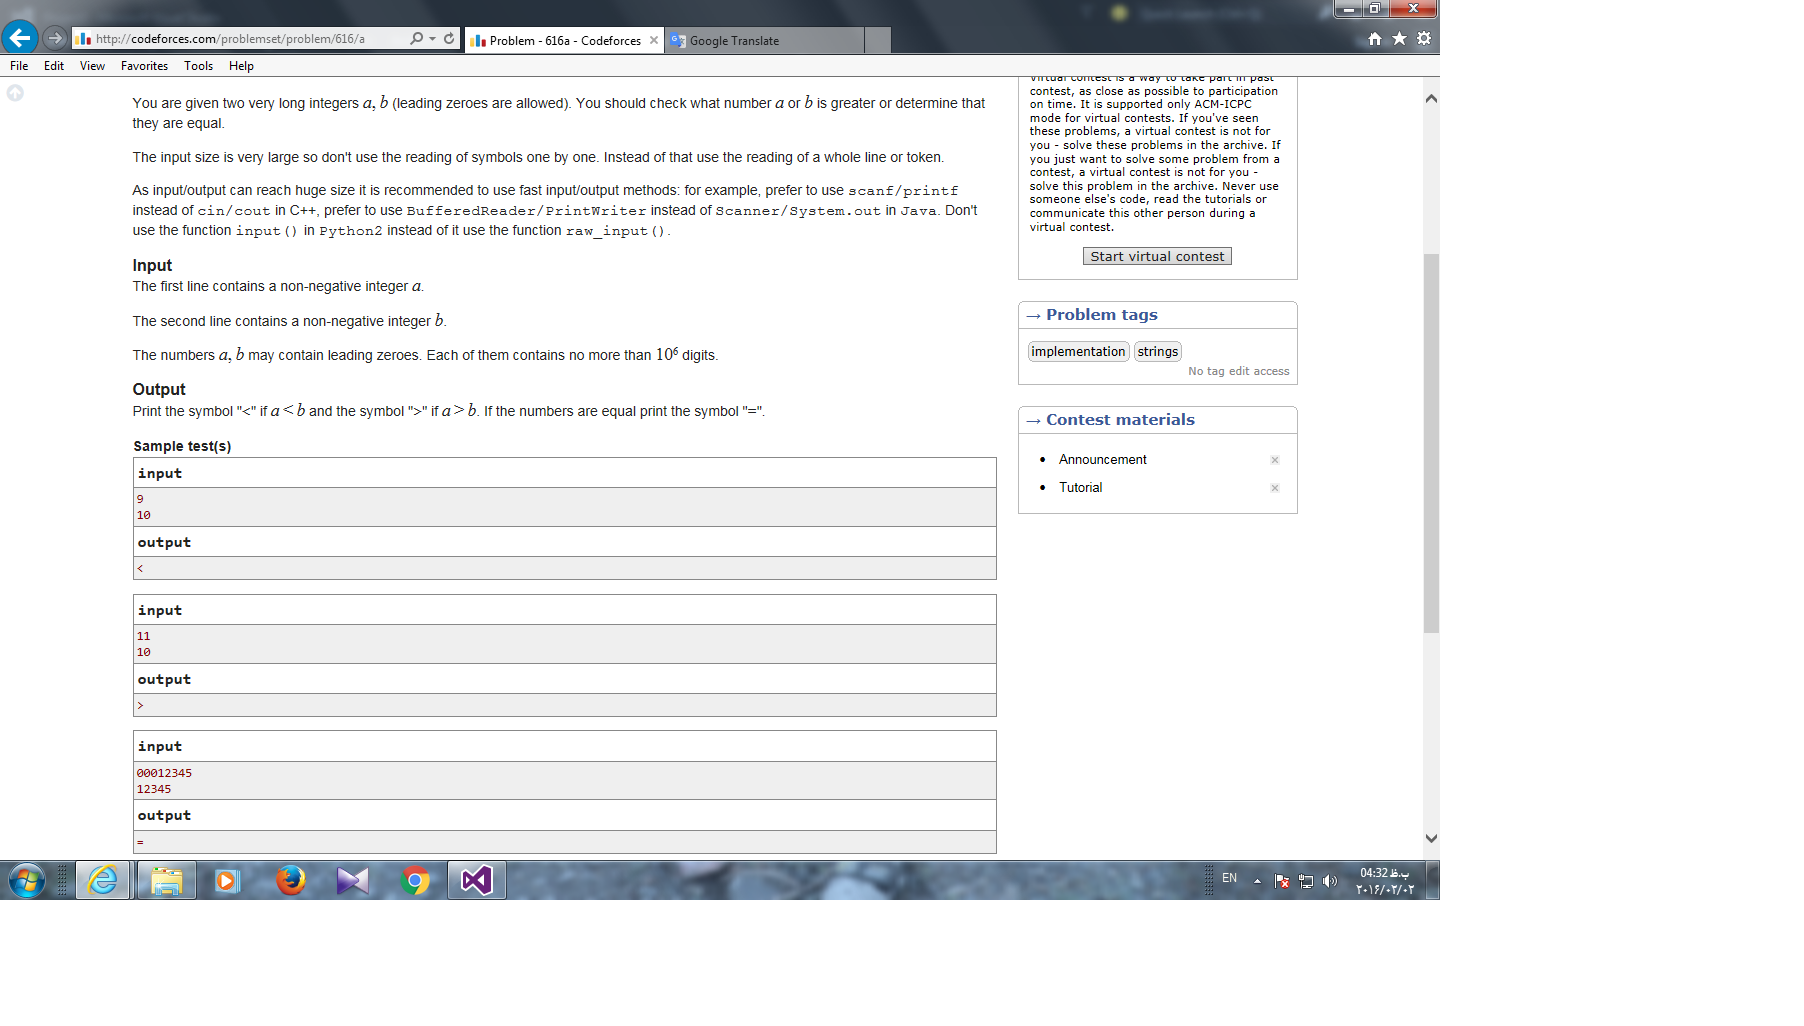 http://codeforces.com/problemset/problem/616/a
Problem - 616a - Codeforces
Google Translate
File Edit View Favorites Tools Help
You are given two very long integers a, b (leading zeroes are allowed). You should check what number a or b is greater or determine that
they are equal.
The input size is very large so don't use the reading of symbols one by one. Instead of that use the reading of a whole line or token.
As input/output can reach huge size it is recommended to use fast input/output methods: for example, prefer to use scanf/printf
instead of cin/cout in C++, prefer to use BufferedReader/PrintWriter instead of Scanner/System.out in Java. Don't
use the function input() in Python2 instead of it use the function raw_input().
Input
The first line contains a non-negative integer a.
The second line contains a non-negative integer b.
The numbers a, b may contain leading zeroes. Each of them contains no more than 10⁶ digits.
Output
Print the symbol "<" if a < b and the symbol ">" if a > b. If the numbers are equal print the symbol "=".
Sample test(s)
input
9
10
output
<
input
11
10
output
>
input
00012345
12345
output
=
virtual contest is a way to take part in past
contest, as close as possible to participation
on time. It is supported only ACM-ICPC
mode for virtual contests. If you've seen
these problems, a virtual contest is not for
you - solve these problems in the archive. If
you just want to solve some problem from a
contest, a virtual contest is not for you -
solve this problem in the archive. Never use
someone else's code, read the tutorials or
communicate this other person during a
virtual contest.
Start virtual contest
→ Problem tags
implementation strings
No tag edit access
→ Contest materials
Announcement
Tutorial
EN
04:32 ب.ظ
۲۰۱۶/۰۲/۰۲